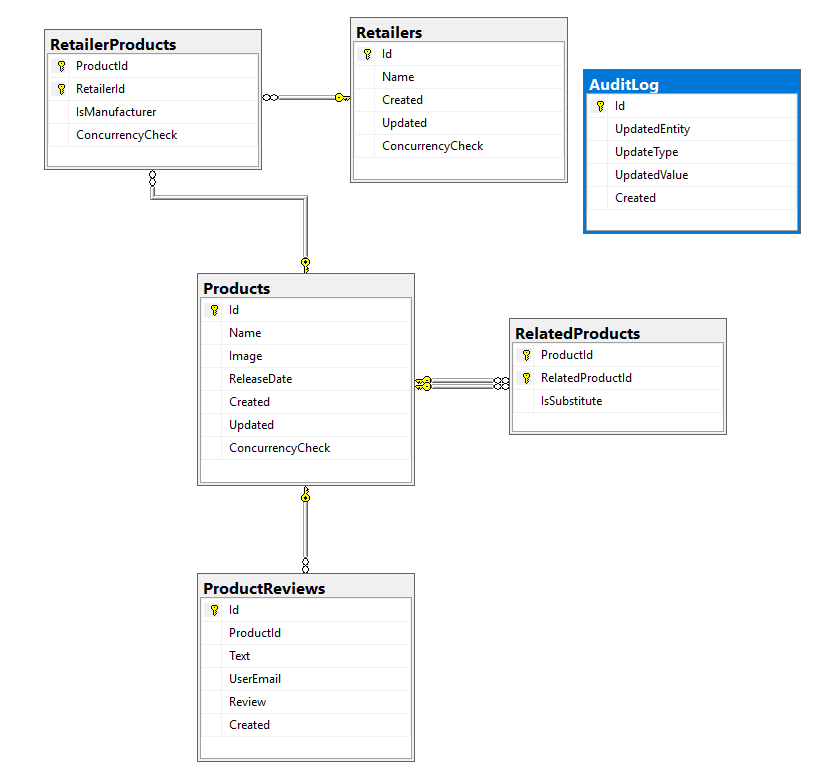 RetailerProducts
ProductId
RetailerId
IsManufacturer
ConcurrencyCheck
Retailers
Id
Name
Created
Updated
ConcurrencyCheck
AuditLog
Id
UpdatedEntity
UpdateType
UpdatedValue
Created
Products
Id
Name
Image
ReleaseDate
Created
Updated
ConcurrencyCheck
RelatedProducts
ProductId
RelatedProductId
IsSubstitute
ProductReviews
Id
ProductId
Text
UserEmail
Review
Created